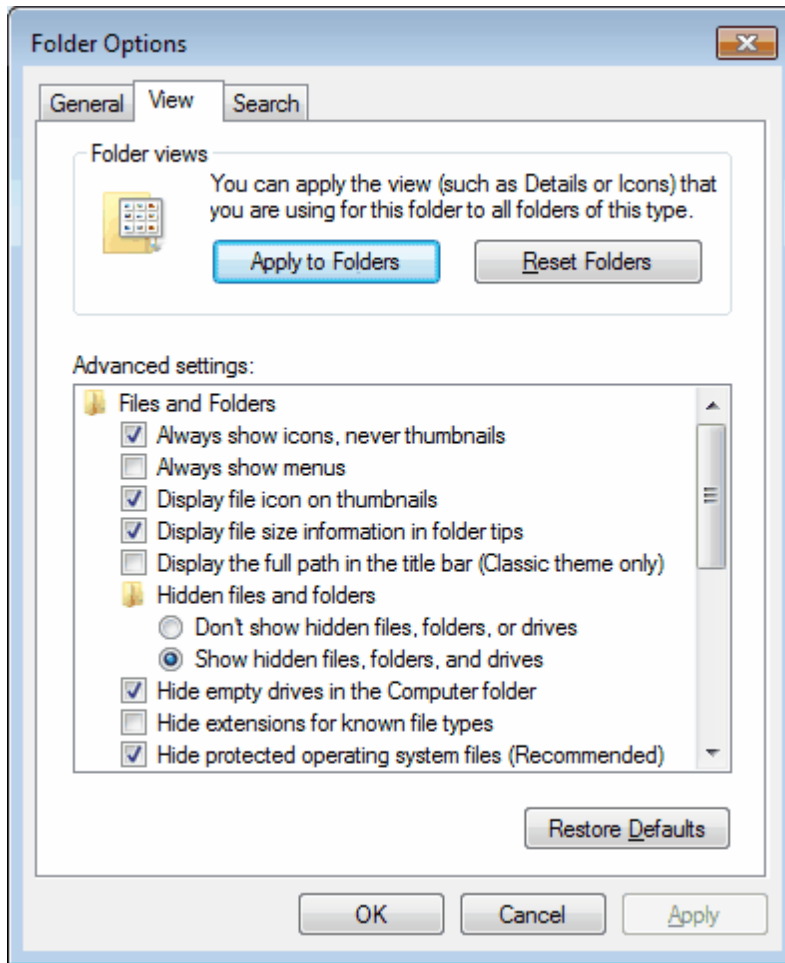 Folder Options
General View Search
Folder views
You can apply the view (such as Details or Icons) that
you are using for this folder to all folders of this type.
Apply to Folders Reset Folders
Advanced settings:
Files and Folders
Always show icons, never thumbnails
Always show menus
Display file icon on thumbnails
Display file size information in folder tips
Display the full path in the title bar (Classic theme only)
Hidden files and folders
Don't show hidden files, folders, or drives
Show hidden files, folders, and drives
Hide empty drives in the Computer folder
Hide extensions for known file types
Hide protected operating system files (Recommended)
Restore Defaults
OK Cancel Apply